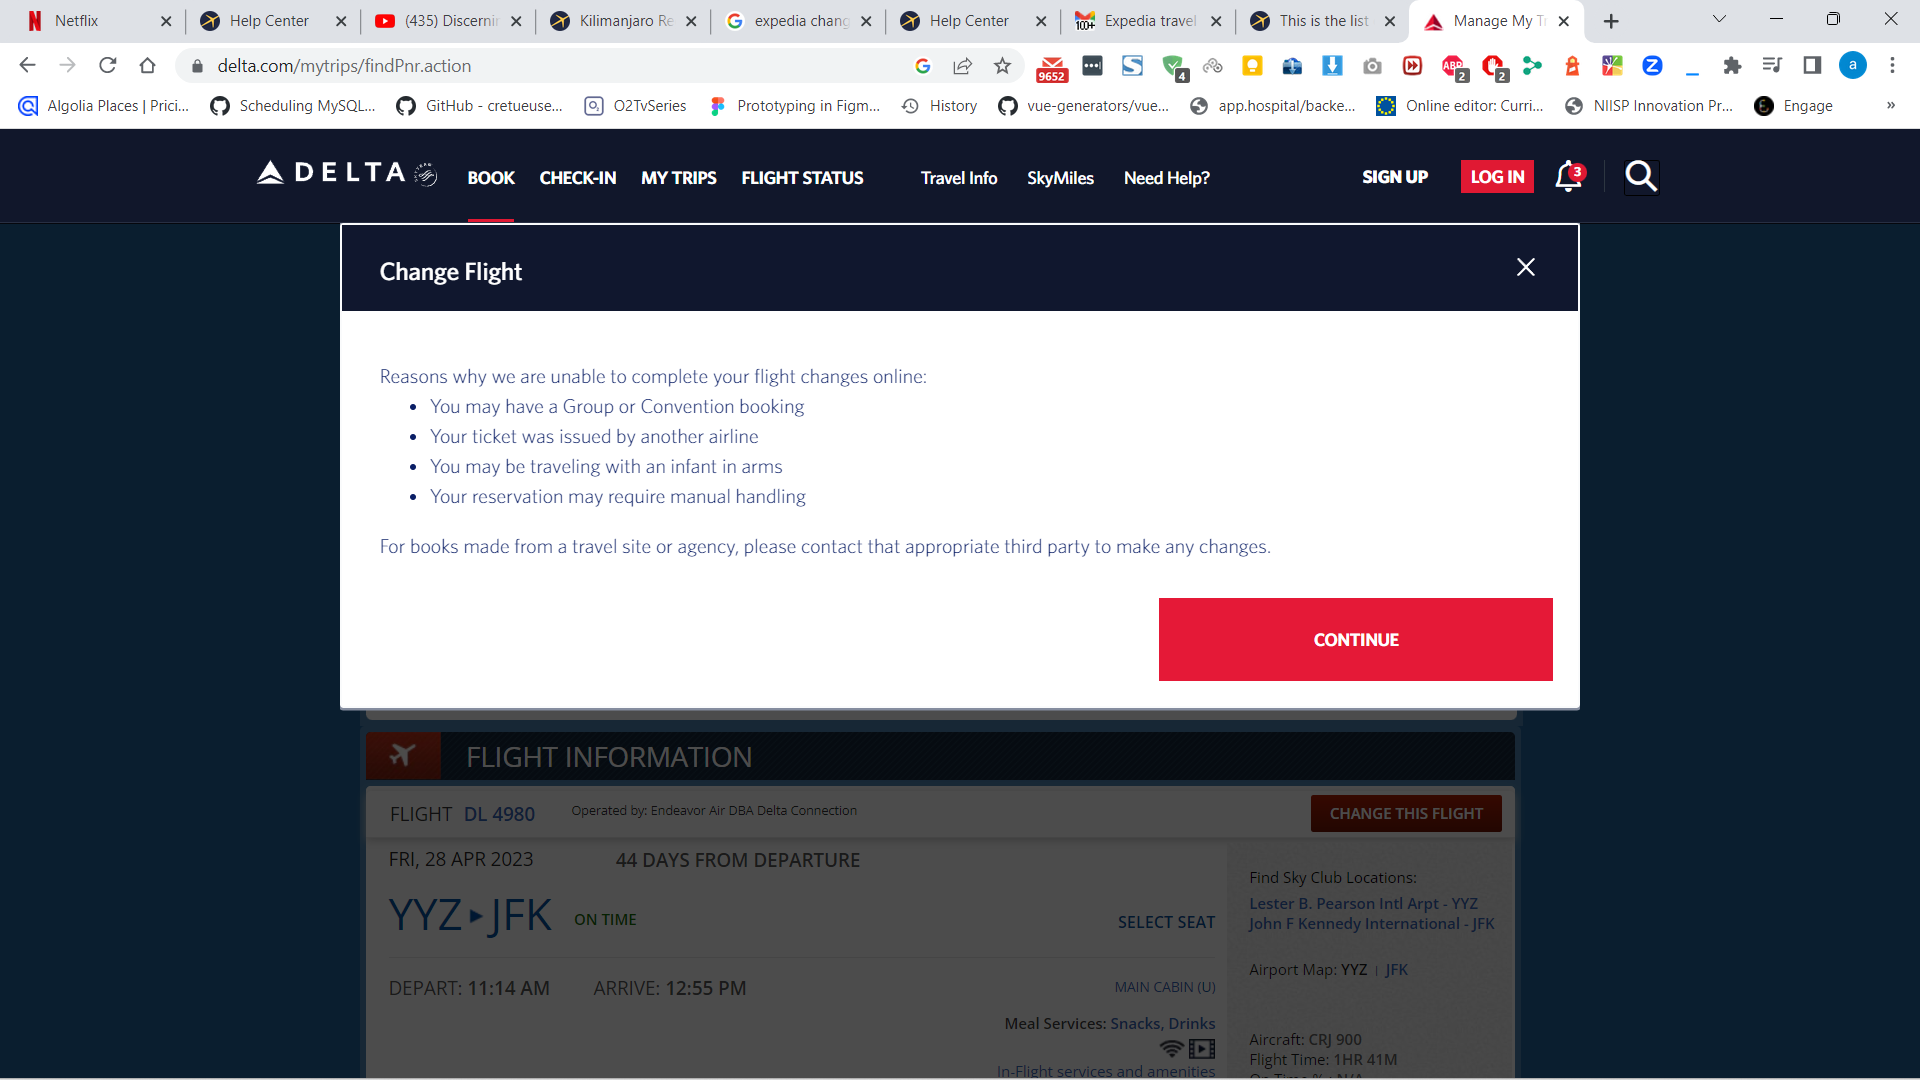 Netflix
Help Center
(435) Discernin
Kilimanjaro Re
expedia chang
Help Center
100+
Expedia travel
This is the list
Manage My Tr
delta.com/mytrips/findPnr.action
9652
4
ABP
2
2
a
Algolia Places | Prici...
Scheduling MySQL...
GitHub - cretueuse...
O2TvSeries
Prototyping in Figm...
History
vue-generators/vue...
app.hospital/backe...
Online editor: Curri...
NIISP Innovation Pr...
Engage
»
DELTA
BOOK
CHECK-IN
MY TRIPS
FLIGHT STATUS
Travel Info
SkyMiles
Need Help?
SIGN UP
LOG IN
3
Change Flight
Reasons why we are unable to complete your flight changes online:
• You may have a Group or Convention booking
• Your ticket was issued by another airline
• You may be traveling with an infant in arms
• Your reservation may require manual handling
For books made from a travel site or agency, please contact that appropriate third party to make any changes.
CONTINUE
FLIGHT INFORMATION
FLIGHT DL 4980
Operated by: Endeavor Air DBA Delta Connection
CHANGE THIS FLIGHT
FRI, 28 APR 2023
44 DAYS FROM DEPARTURE
YYZ JFK
ON TIME
SELECT SEAT
DEPART: 11:14 AM
ARRIVE: 12:55 PM
MAIN CABIN (U)
Meal Services: Snacks, Drinks
In-Flight services and amenities
Find Sky Club Locations:
Lester B. Pearson Intl Arpt - YYZ
John F Kennedy International - JFK
Airport Map: YYZ | JFK
Aircraft: CRJ 900
Flight Time: 1HR 41M